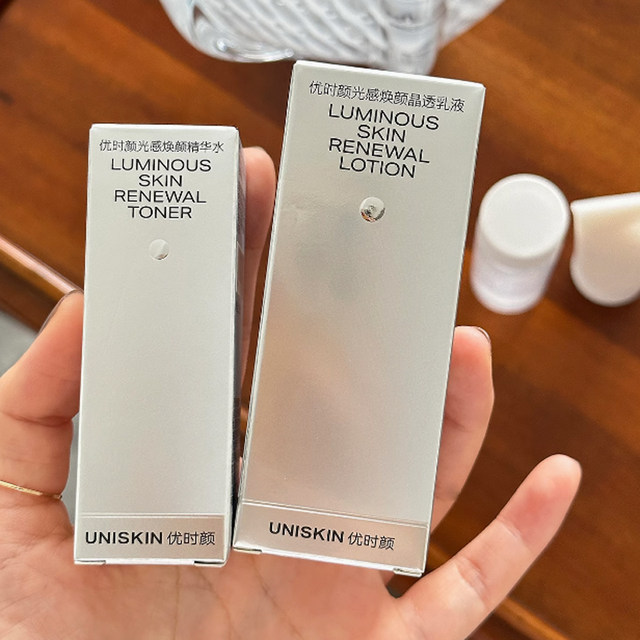 优时颜光感焕颜精华水
LUMINOUS
SKIN
RENEWAL
TONER
UNISKIN 优时颜
优时颜光感焕颜晶透乳液
LUMINOUS
SKIN
RENEWAL
LOTION
UNISKIN 优时颜